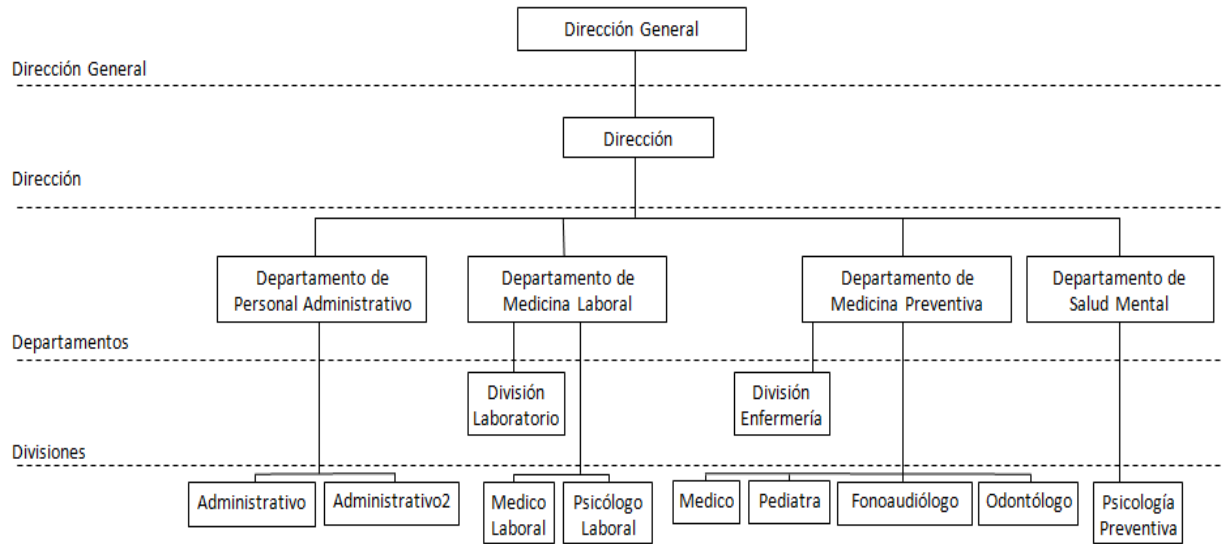 Dirección General
Dirección General
Dirección
Dirección
Departamento de
Personal Administrativo
Departamento de
Medicina Laboral
Departamento de
Medicina Preventiva
Departamento de
Salud Mental
Departamentos
División
Laboratorio
División
Enfermería
Divisiones
Administrativo
Administrativo2
Medico
Laboral
Psicólogo
Laboral
Medico
Pediatra
Fonoaudiólogo
Odontólogo
Psicología
Preventiva